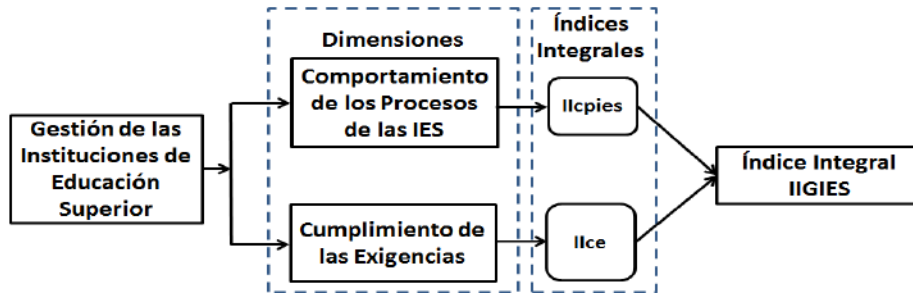 Gestión de las
Instituciones de
Educación
Superior
Dimensiones
Comportamiento
de los Procesos
de las IES
Cumplimiento de
las Exigencias
Índices
Integrales
IIcpies
IIce
Índice Integral
IIGIES